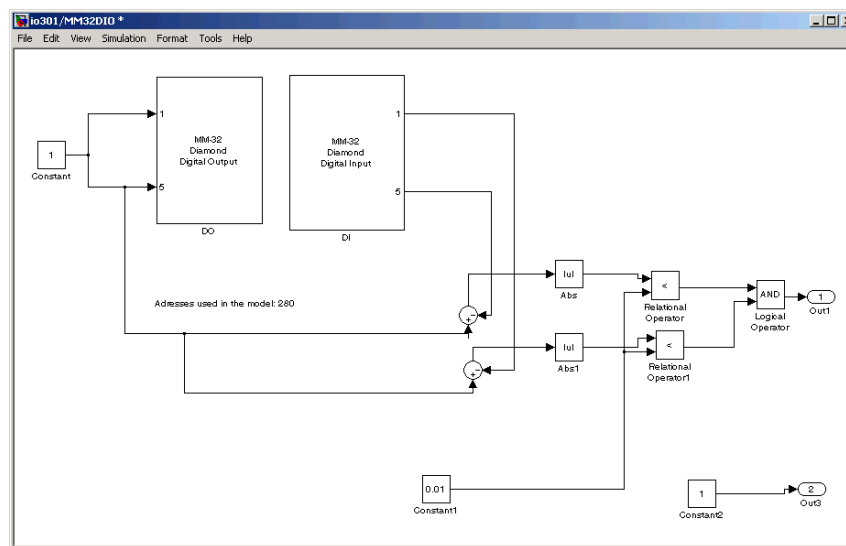 io301/MM32DIO *
File Edit View Simulation Format Tools Help
1
Constant
1
5
MM-32
Diamond
Digital Output
DO
MM-32
Diamond
Digital Input
1
5
DI
Adresses used in the model: 280
|u|
Abs
<
Relational
Operator
AND
Logical
Operator
1
Out1
|u|
Abs1
<
Relational
Operator1
0.01
Constant1
1
Constant2
2
Out3